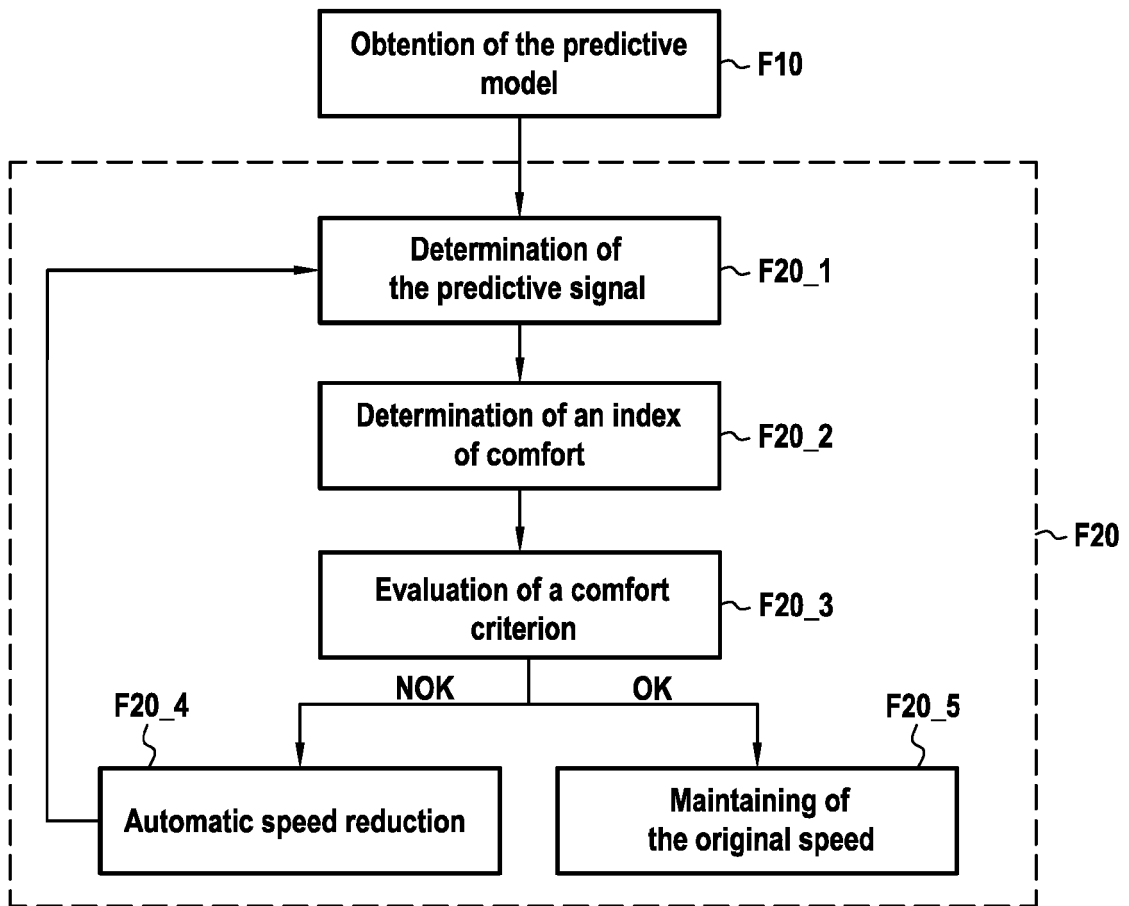 Obtention of the predictive
model
F10
Determination of
the predictive signal
F20_1
Determination of an index
of comfort
F20_2
F20
Evaluation of a comfort
criterion
F20_3
NOK
OK
F20_4
F20_5
Automatic speed reduction
Maintaining of
the original speed